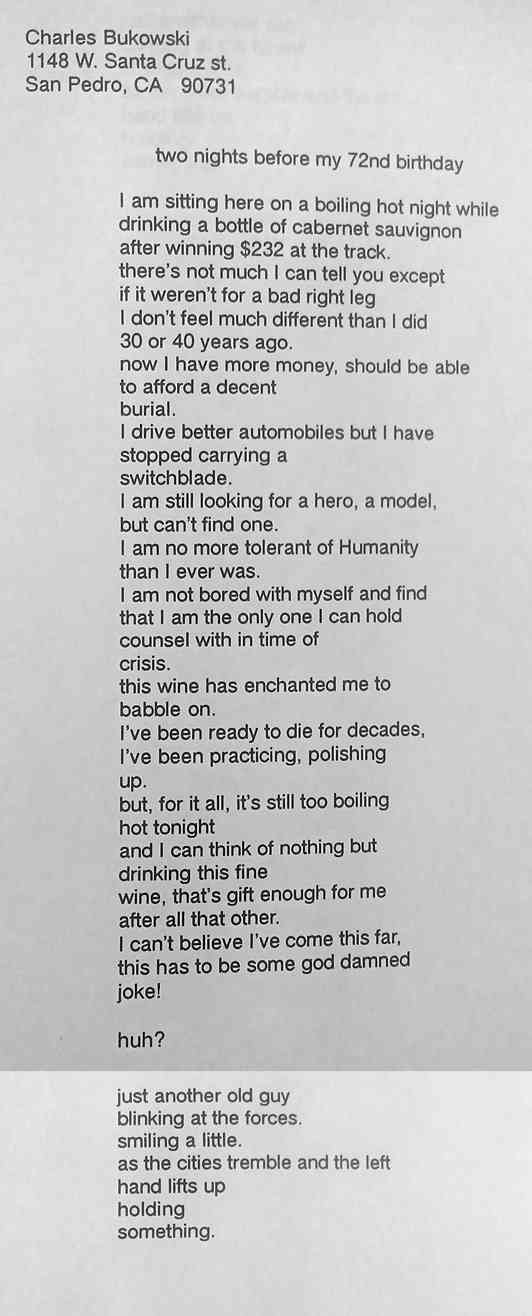 Charles Bukowski
1148 W. Santa Cruz st.
San Pedro, CA 90731
two nights before my 72nd birthday
I am sitting here on a boiling hot night while
drinking a bottle of cabernet sauvignon
after winning $232 at the track.
there's not much I can tell you except
if it weren't for a bad right leg
I don't feel much different than I did
30 or 40 years ago.
now I have more money, should be able
to afford a decent
burial.
I drive better automobiles but I have
stopped carrying a
switchblade.
I am still looking for a hero, a model,
but can't find one.
I am no more tolerant of Humanity
than I ever was.
I am not bored with myself and find
that I am the only one I can hold
counsel with in time of
crisis.
this wine has enchanted me to
babble on.
I've been ready to die for decades,
I've been practicing, polishing
up.
but, for it all, it's still too boiling
hot tonight
and I can think of nothing but
drinking this fine
wine, that's gift enough for me
after all that other.
I can't believe I've come this far,
this has to be some god damned
joke!
huh?
just another old guy
blinking at the forces.
smiling a little.
as the cities tremble and the left
hand lifts up
holding
something.